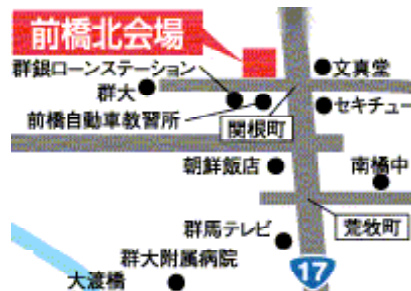 前橋北会場
群銀ローンステーション
文真堂
群大
セキチュー
前橋自動車教習所
関根町
朝鮮飯店
南橘中
荒牧町
群馬テレビ
群大附属病院
17
大渡橋